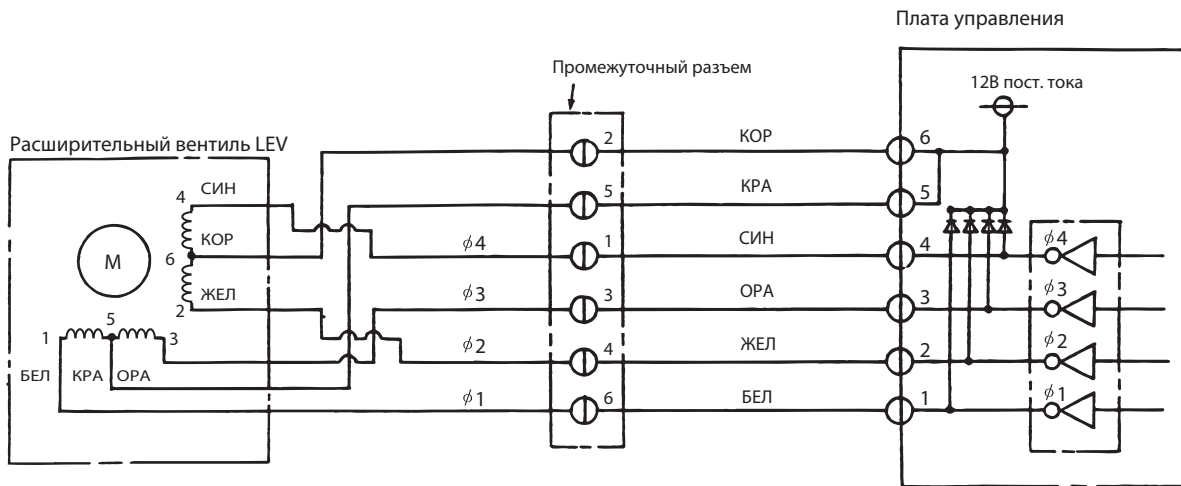 Плата управления
Промежуточный разъем
12В пост. тока
Расширительный вентиль LEV
2 КОР 6
4 СИН
5 КРА 5
КОР
6
M
ϕ4 1 СИН 4 ϕ4
ЖЕЛ
2
ϕ3 3 ОРА 3 ϕ3
1 5 3
ϕ2 4 ЖЕЛ 2 ϕ2
БЕЛ КРА ОРА
ϕ1 6 БЕЛ 1 ϕ1